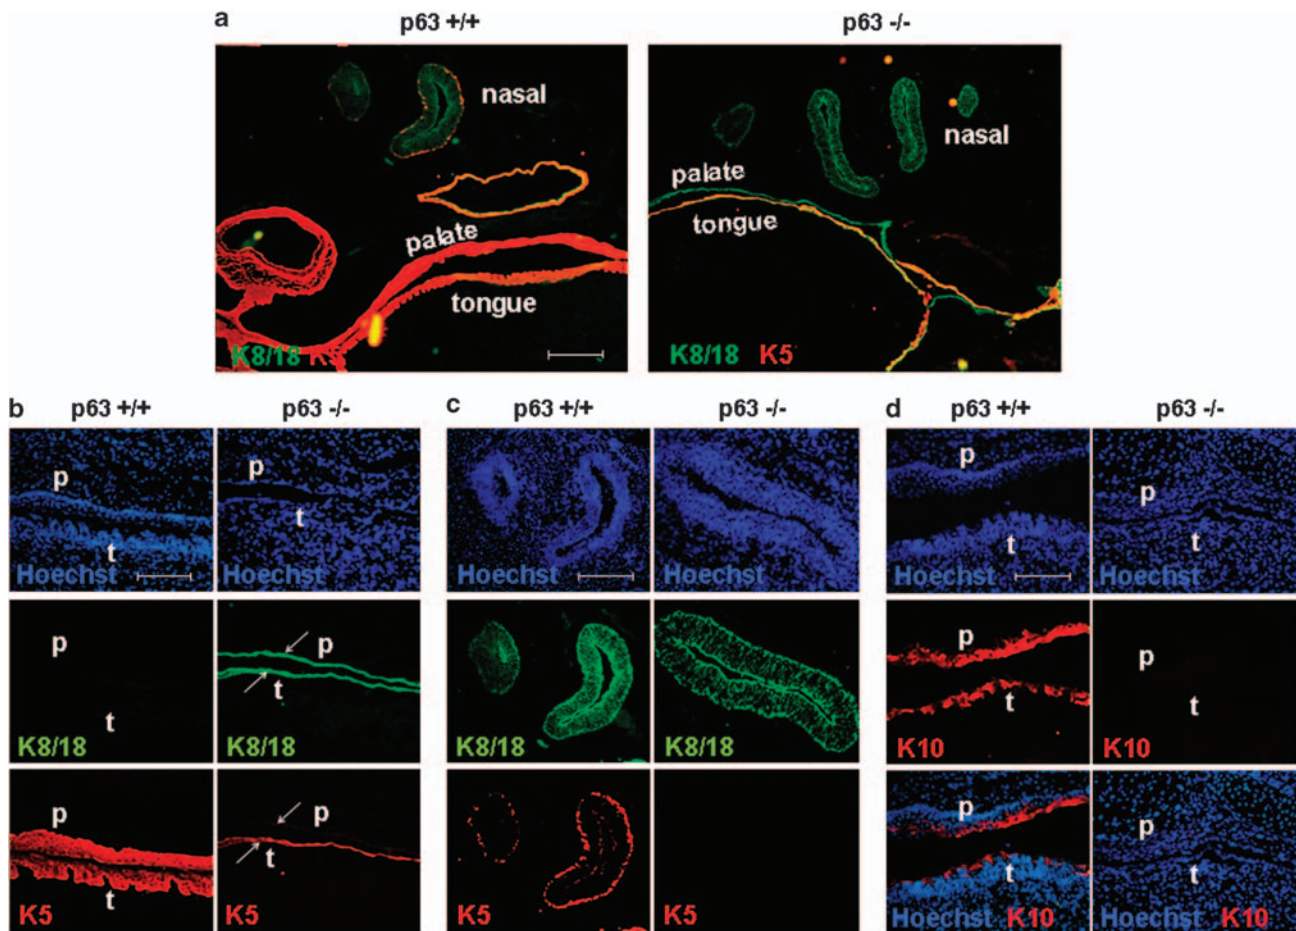 a
p63 +/+
p63 -/-
nasal
palate
tongue
K8/18 K5
nasal
palate
tongue
K8/18 K5
b
p63 +/+
p63 -/-
c
p63 +/+
p63 -/-
d
p63 +/+
p63 -/-
p
t
Hoechst
p
t
Hoechst
Hoechst
Hoechst
p
t
Hoechst
p
t
Hoechst
p
t
K8/18
p
t
K8/18
K8/18
K8/18
p
t
K10
p
t
K10
p
t
K5
p
t
K5
K5
K5
p
t
Hoechst K10
p
t
Hoechst K10